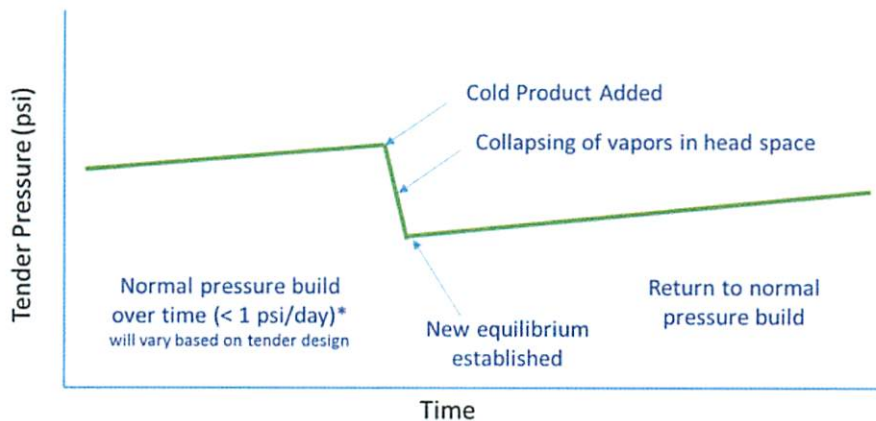 Tender Pressure (psi)
Cold Product Added
Collapsing of vapors in head space
Normal pressure build
over time (< 1 psi/day)*
will vary based on tender design
New equilibrium
established
Return to normal
pressure build
Time